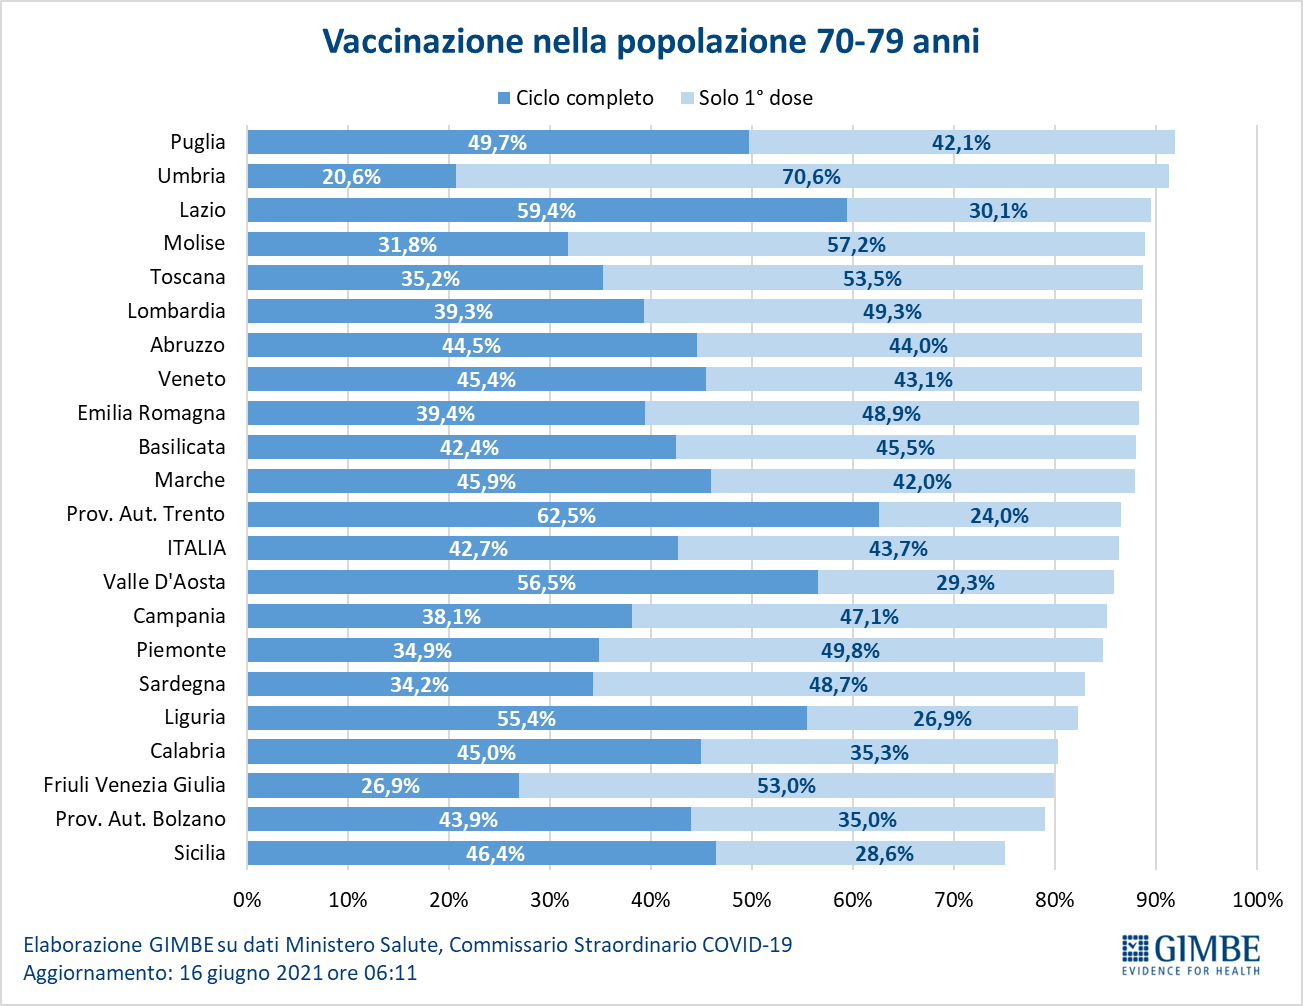 Vaccinazione nella popolazione 70-79 anni
Ciclo completo Solo 1° dose
Puglia 49,7% 42,1%
Umbria 20,6% 70,6%
Lazio 59,4% 30,1%
Molise 31,8% 57,2%
Toscana 35,2% 53,5%
Lombardia 39,3% 49,3%
Abruzzo 44,5% 44,0%
Veneto 45,4% 43,1%
Emilia Romagna 39,4% 48,9%
Basilicata 42,4% 45,5%
Marche 45,9% 42,0%
Prov. Aut. Trento 62,5% 24,0%
ITALIA 42,7% 43,7%
Valle D'Aosta 56,5% 29,3%
Campania 38,1% 47,1%
Piemonte 34,9% 49,8%
Sardegna 34,2% 48,7%
Liguria 55,4% 26,9%
Calabria 45,0% 35,3%
Friuli Venezia Giulia 26,9% 53,0%
Prov. Aut. Bolzano 43,9% 35,0%
Sicilia 46,4% 28,6%
0% 10% 20% 30% 40% 50% 60% 70% 80% 90% 100%
Elaborazione GIMBE su dati Ministero Salute, Commissario Straordinario COVID-19
Aggiornamento: 16 giugno 2021 ore 06:11
GIMBE
EVIDENCE FOR HEALTH